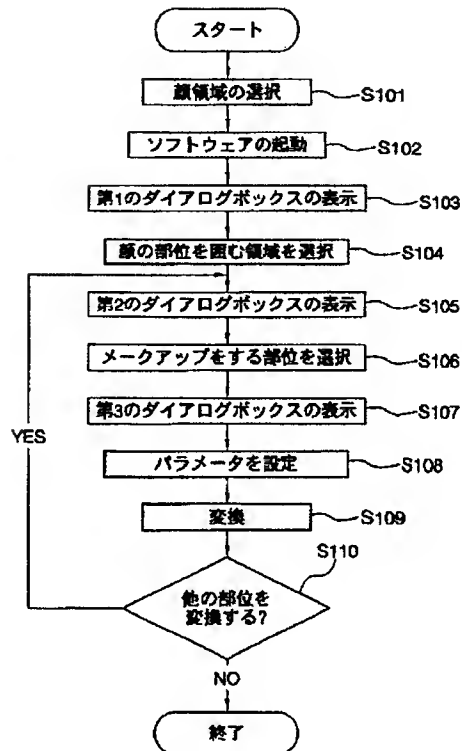 スタート
顔領域の選択
S101
ソフトウェアの起動
S102
第1のダイアログボックスの表示
S103
顔の部位を囲む領域を選択
S104
第2のダイアログボックスの表示
S105
メークアップをする部位を選択
S106
第3のダイアログボックスの表示
S107
YES
パラメータを設定
S108
変換
S109
S110
他の部位を
変換する?
NO
終了